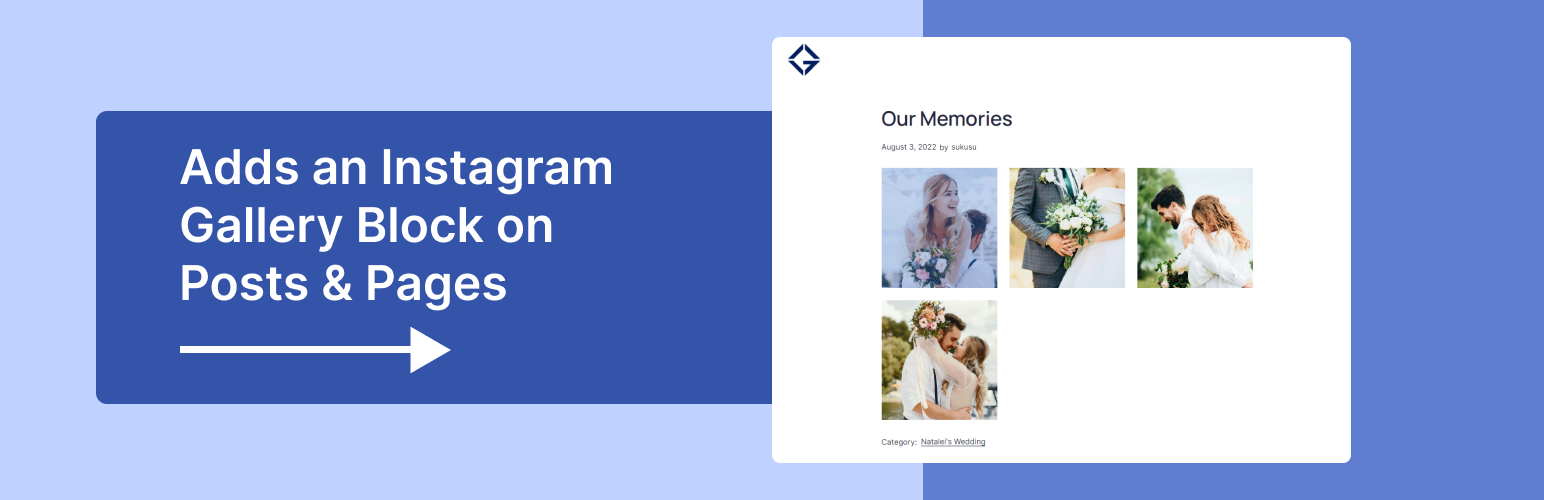 Adds an Instagram
Gallery Block on
Posts & Pages
Our Memories
August 3, 2022 by sukusu
Category: Natalei's Wedding